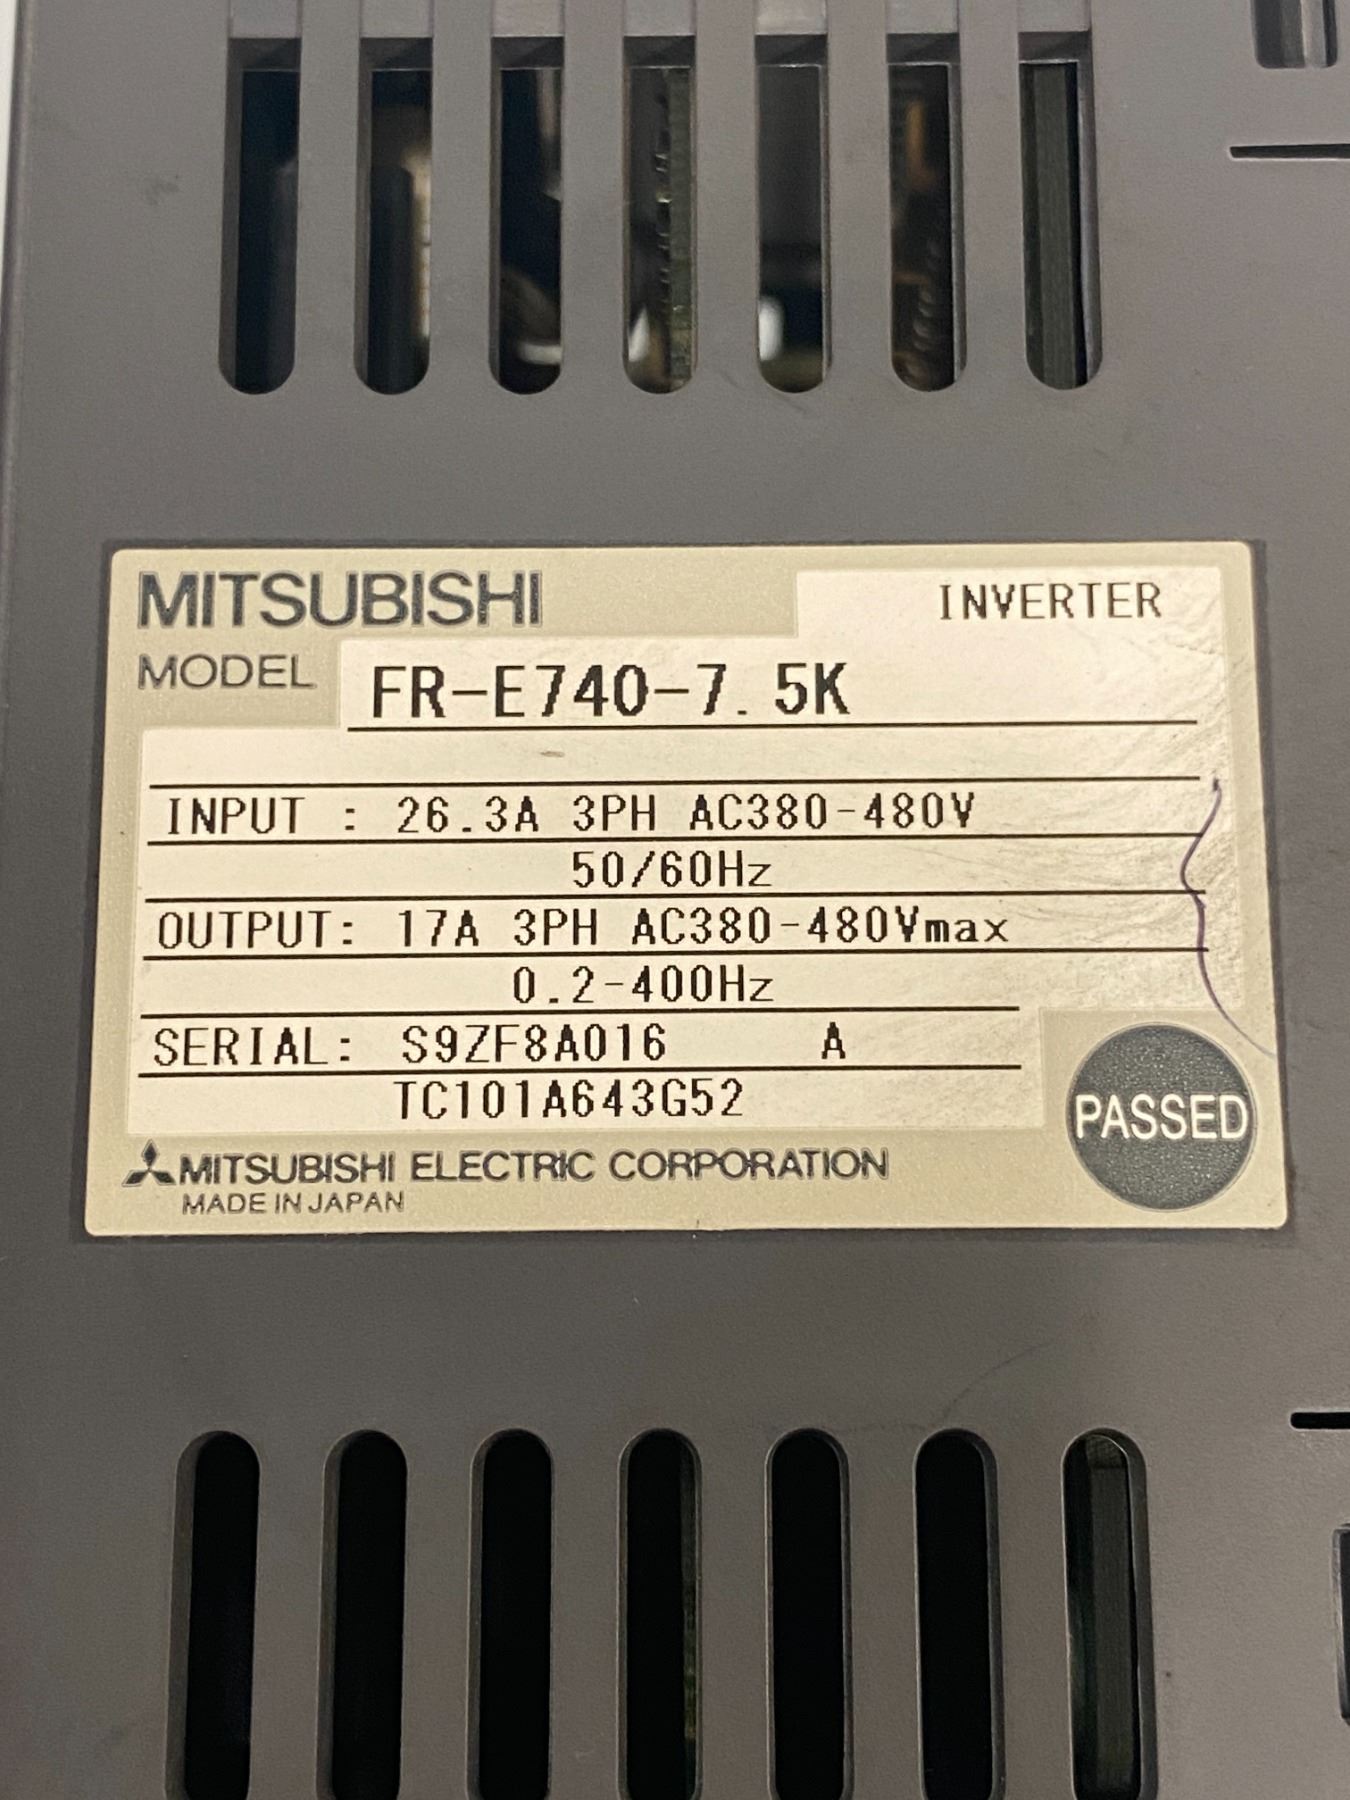 MITSUBISHI INVERTER
MODEL FR-E740-7.5K
INPUT : 26.3A 3PH AC380-480V
50/60Hz
OUTPUT: 17A 3PH AC380-480Vmax
0.2-400Hz
SERIAL: S9ZF8A016 A
TC101A643G52
PASSED
MITSUBISHI ELECTRIC CORPORATION
MADE IN JAPAN